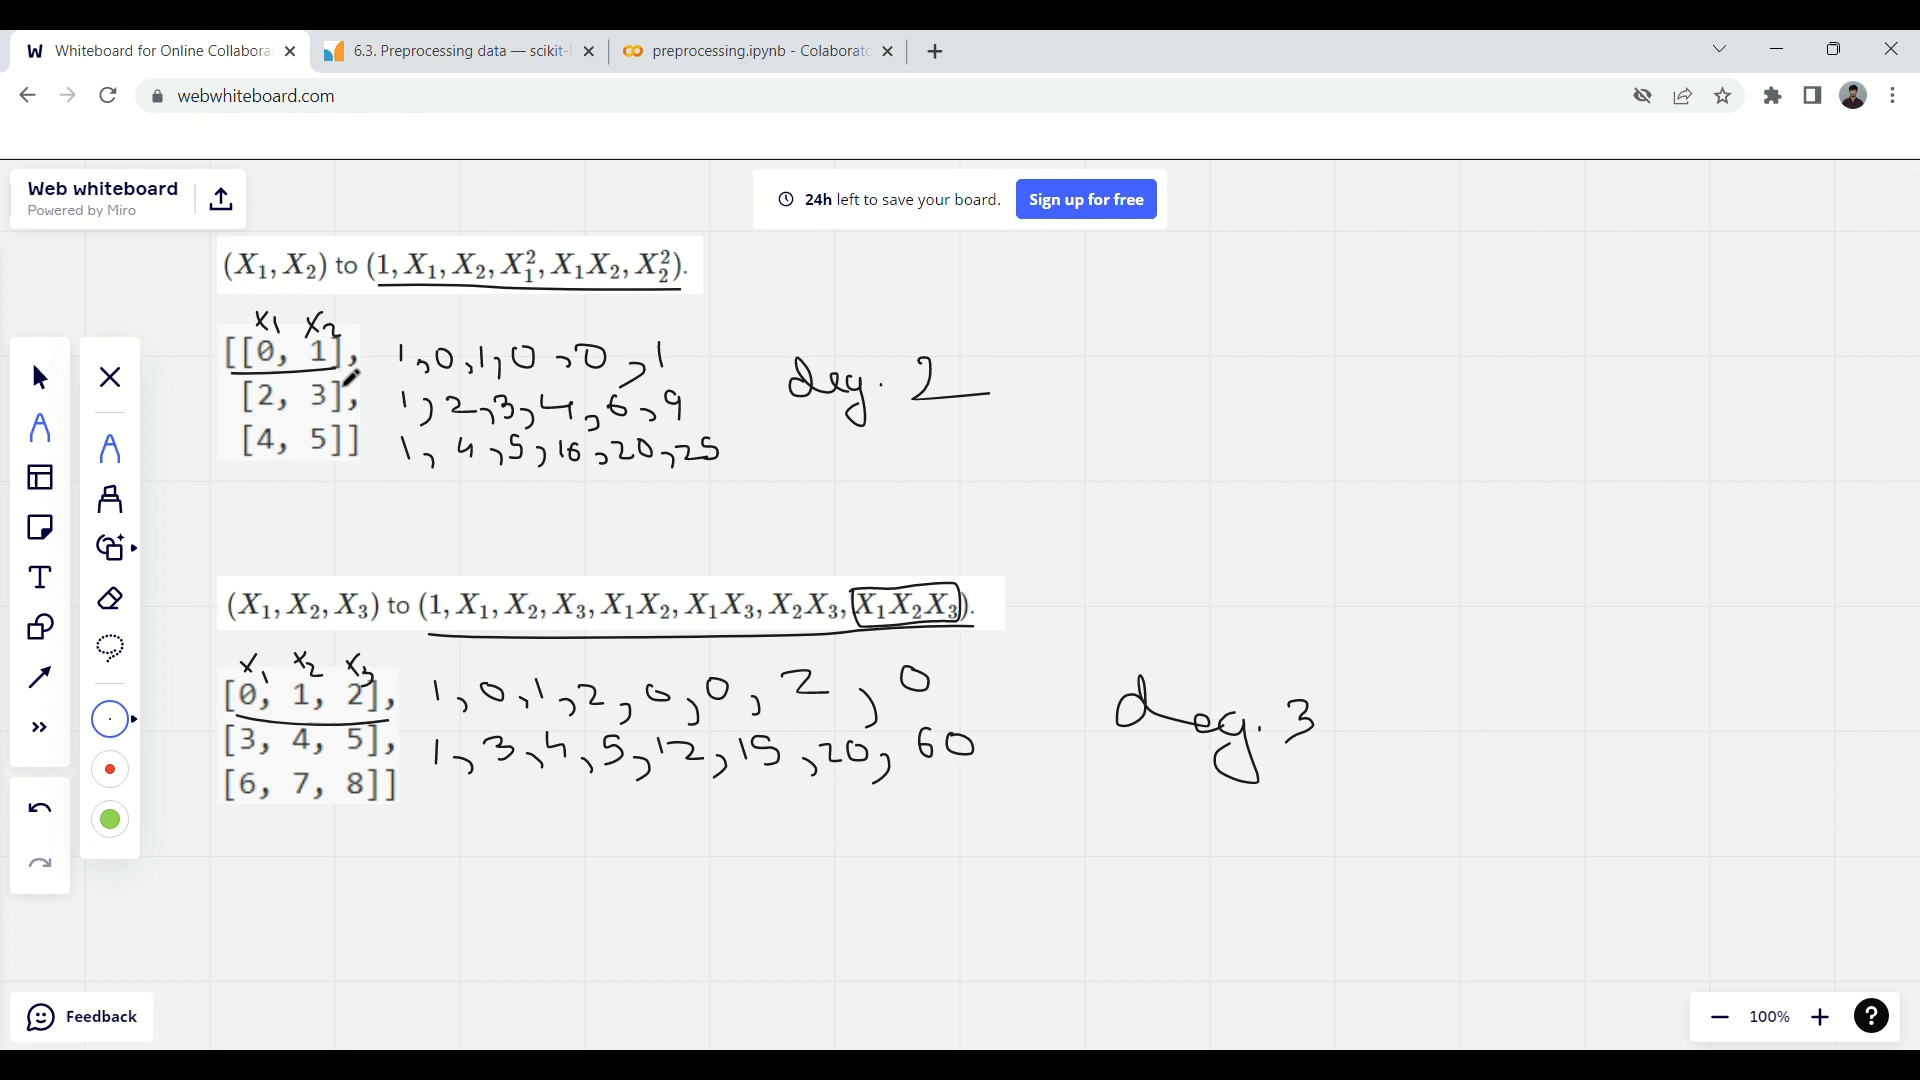 Whiteboard for Online Collabora
6.3. Preprocessing data — scikit-l
preprocessing.ipynb - Colaborato
webwhiteboard.com
Web whiteboard
Powered by Miro
24h left to save your board.
Sign up for free
(X₁, X₂) to (1, X₁, X₂, X₁², X₁X₂, X₂²).
x₁ x₂
[[0, 1], 1,0,1,0,0,1
[2, 3], 1,2,3,4,6,9
[4, 5]] 1,4,5,16,20,25
deg. 2
(X₁, X₂, X₃) to (1, X₁, X₂, X₃, X₁X₂, X₁X₃, X₂X₃, X₁X₂X₃).
x₁ x₂ x₃
[0, 1, 2], 1,0,1,2,0,0,2,0
[3, 4, 5], 1,3,4,5,12,15,20,60
[6, 7, 8]]
deg. 3
Feedback
100%